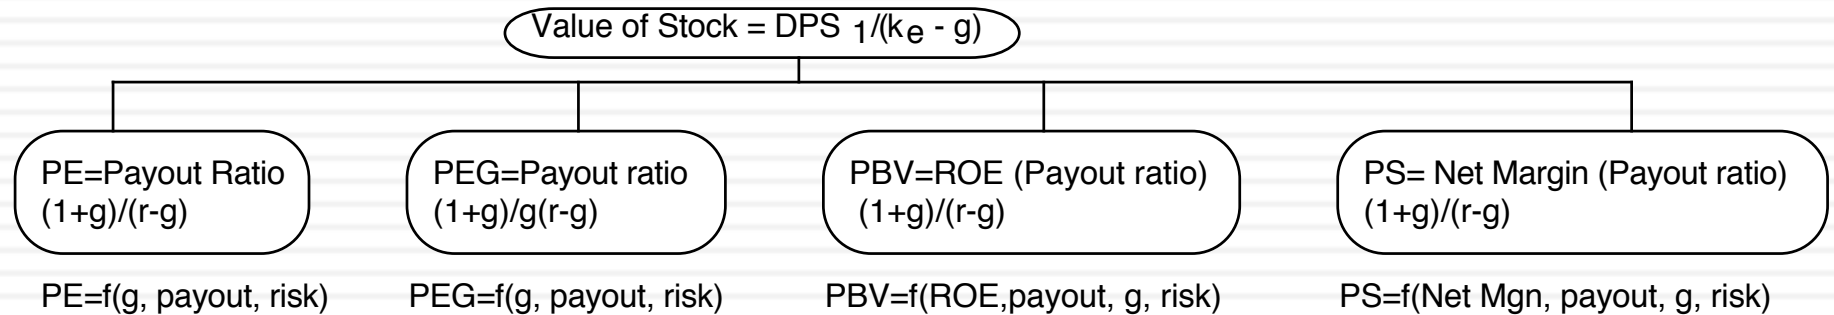 Value of Stock = DPS 1/(ke - g)
PE=Payout Ratio
(1+g)/(r-g)
PEG=Payout ratio
(1+g)/g(r-g)
PBV=ROE (Payout ratio)
(1+g)/(r-g)
PS= Net Margin (Payout ratio)
(1+g)/(r-g)
PE=f(g, payout, risk)
PEG=f(g, payout, risk)
PBV=f(ROE,payout, g, risk)
PS=f(Net Mgn, payout, g, risk)